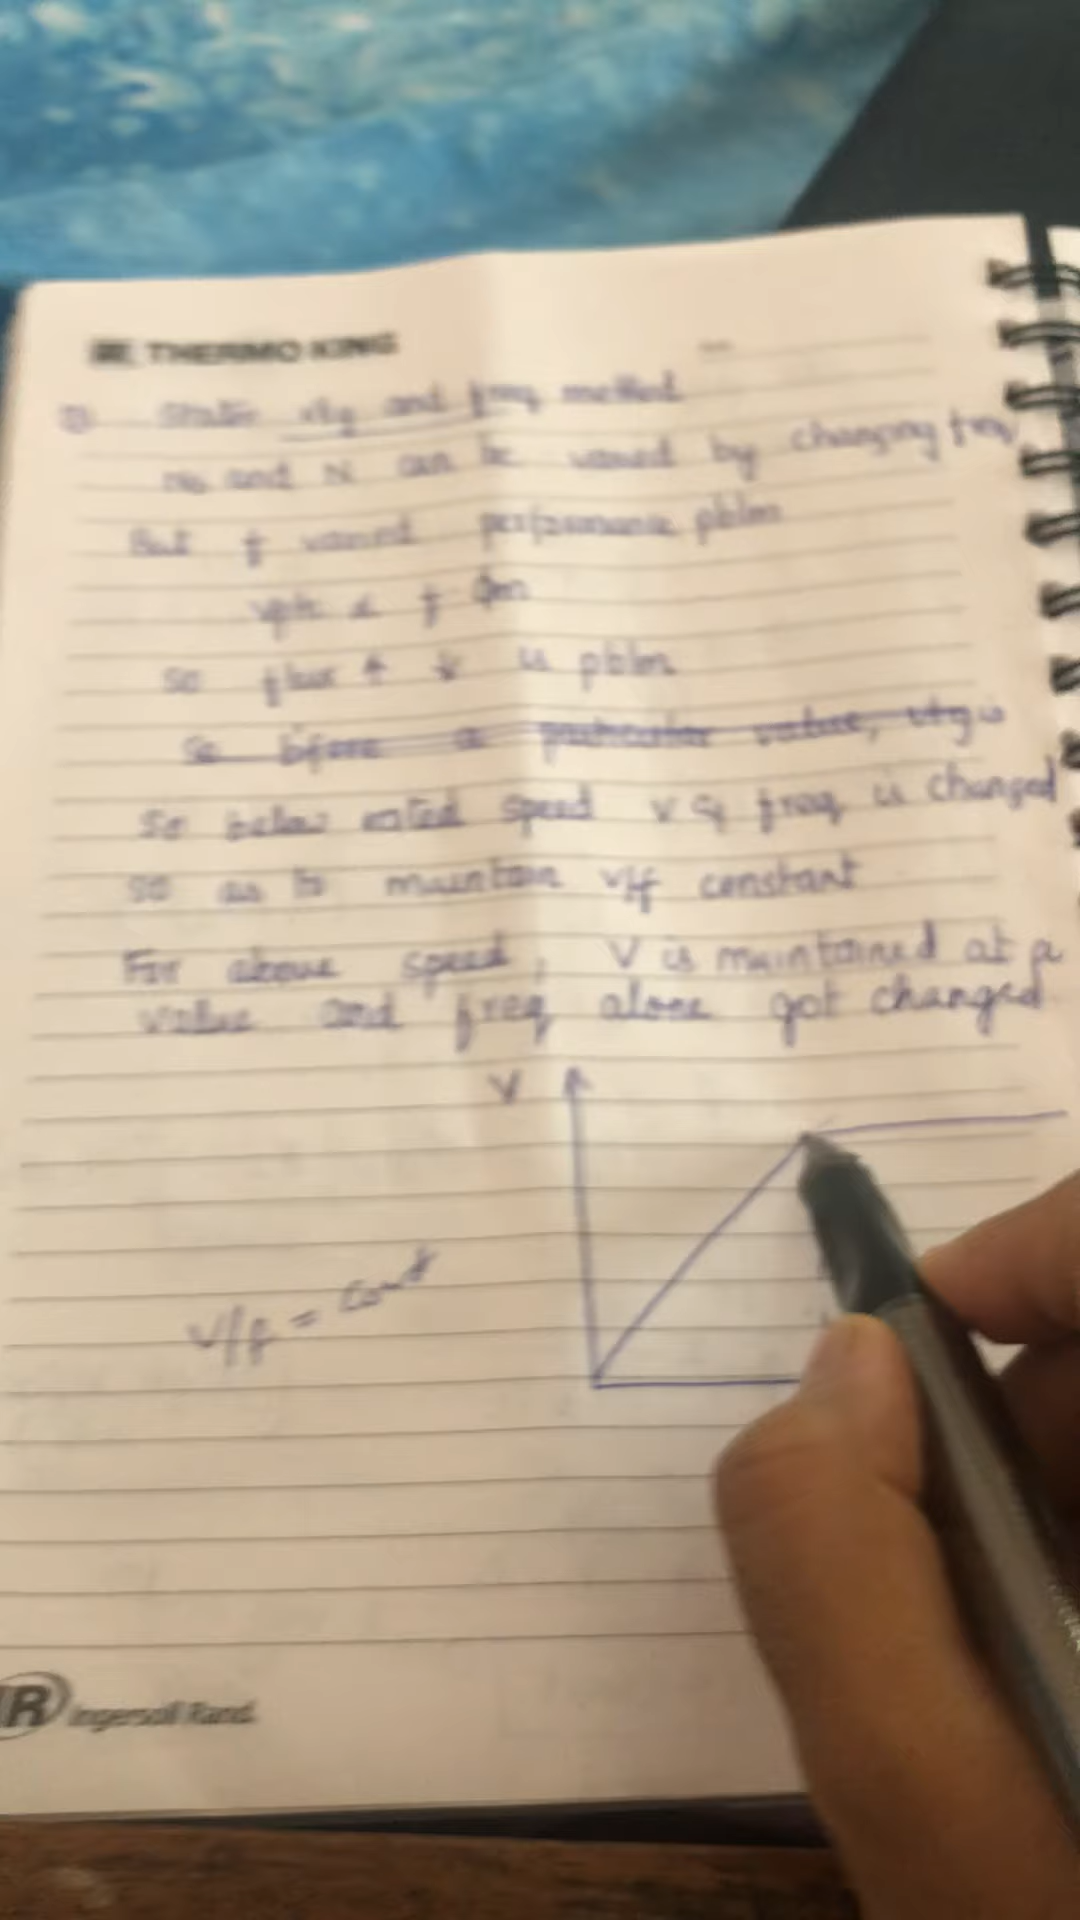 THERMO KING
Stator vtg and freq method
Ns and N can be varied by changing freq
But f varied performance pblm
Vph α f Φm
so flux ↑ ↓ is pblm
So before a particular value, vtg is
So below rated speed V & freq is changed
so as to maintain V/f constant
For above speed, V is maintained at a
value and freq alone got changed
V
V/f = const
IR Ingersoll Rand